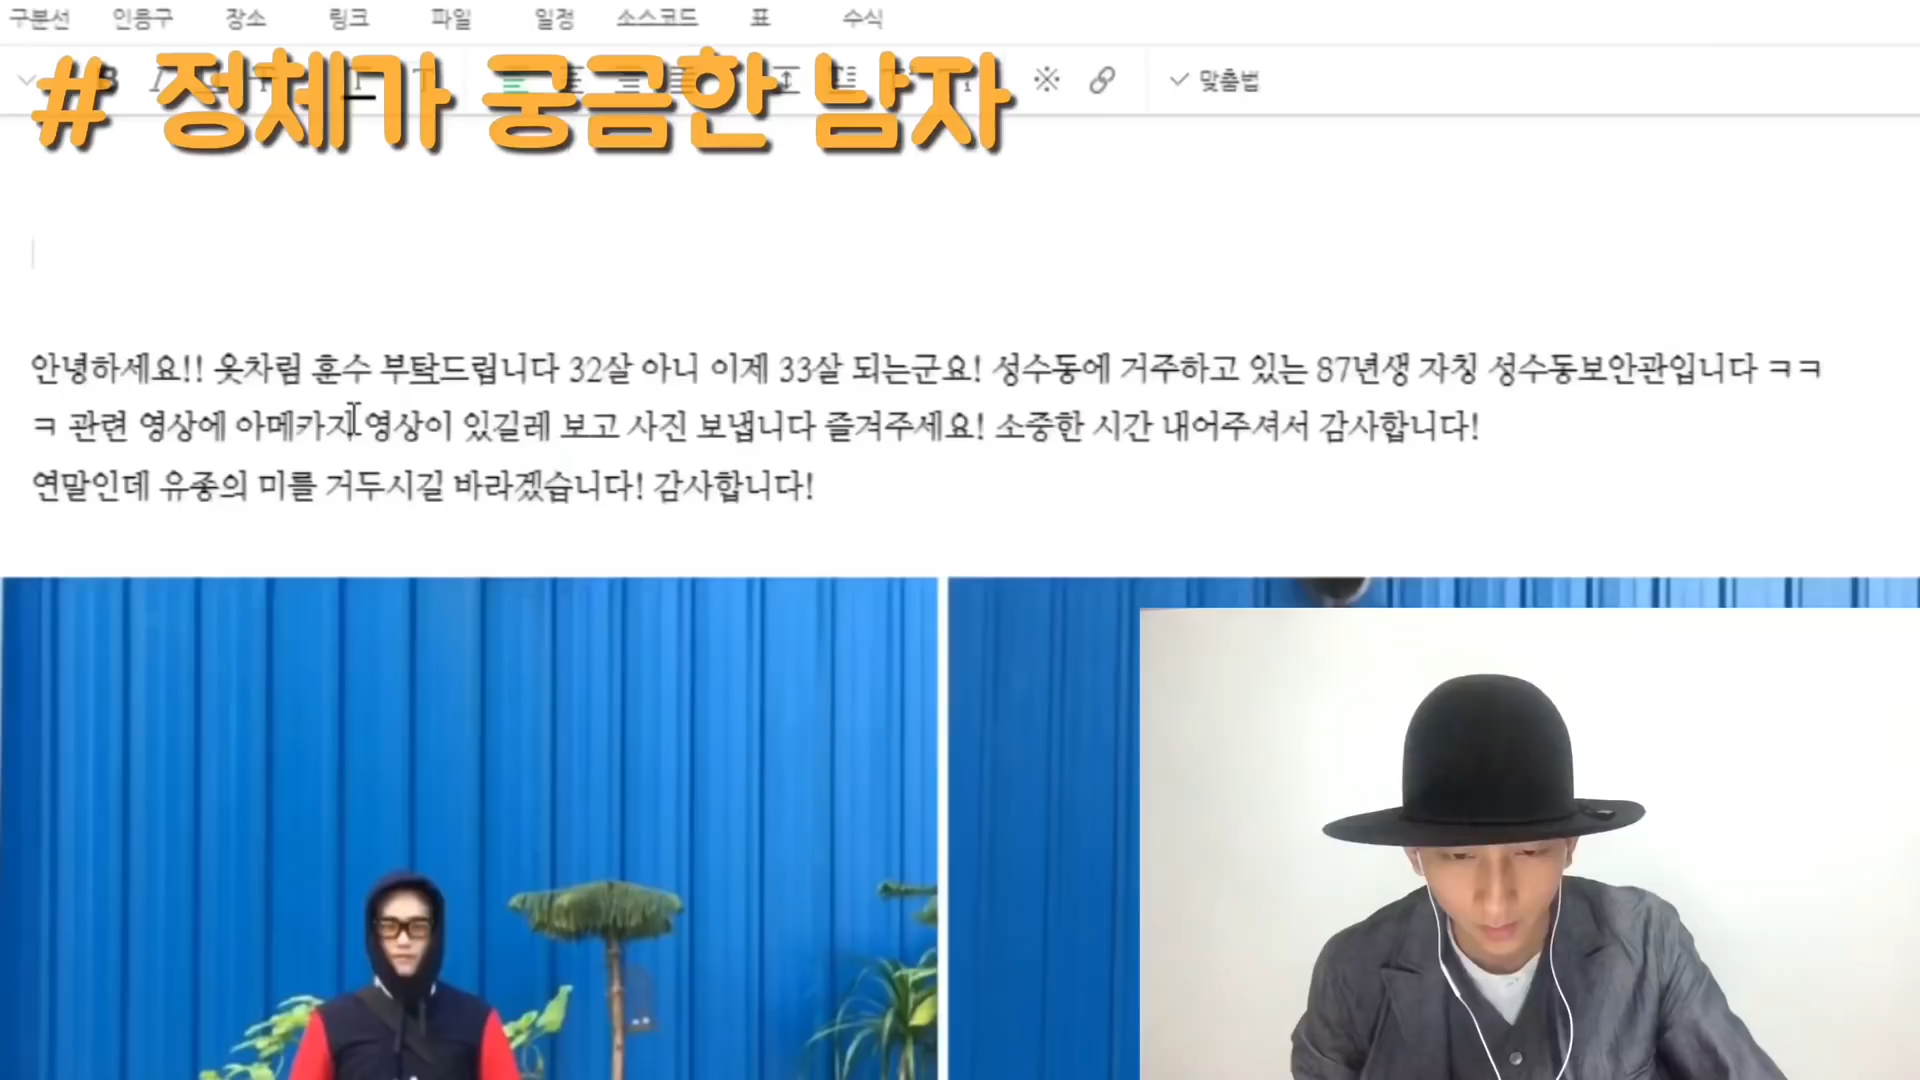 구분선 인용구 장소 링크 파일 일정 소스코드 표 수식
# 정체가 궁금한 남자
맞춤법
안녕하세요!! 옷차림 훈수 부탁드립니다 32살 아니 이제 33살 되는군요! 성수동에 거주하고 있는 87년생 자칭 성수동보안관입니다 ㅋㅋ
ㅋ 관련 영상에 아메카지 영상이 있길레 보고 사진 보냅니다 즐겨주세요! 소중한 시간 내어주셔서 감사합니다!
연말인데 유종의 미를 거두시길 바라겠습니다! 감사합니다!